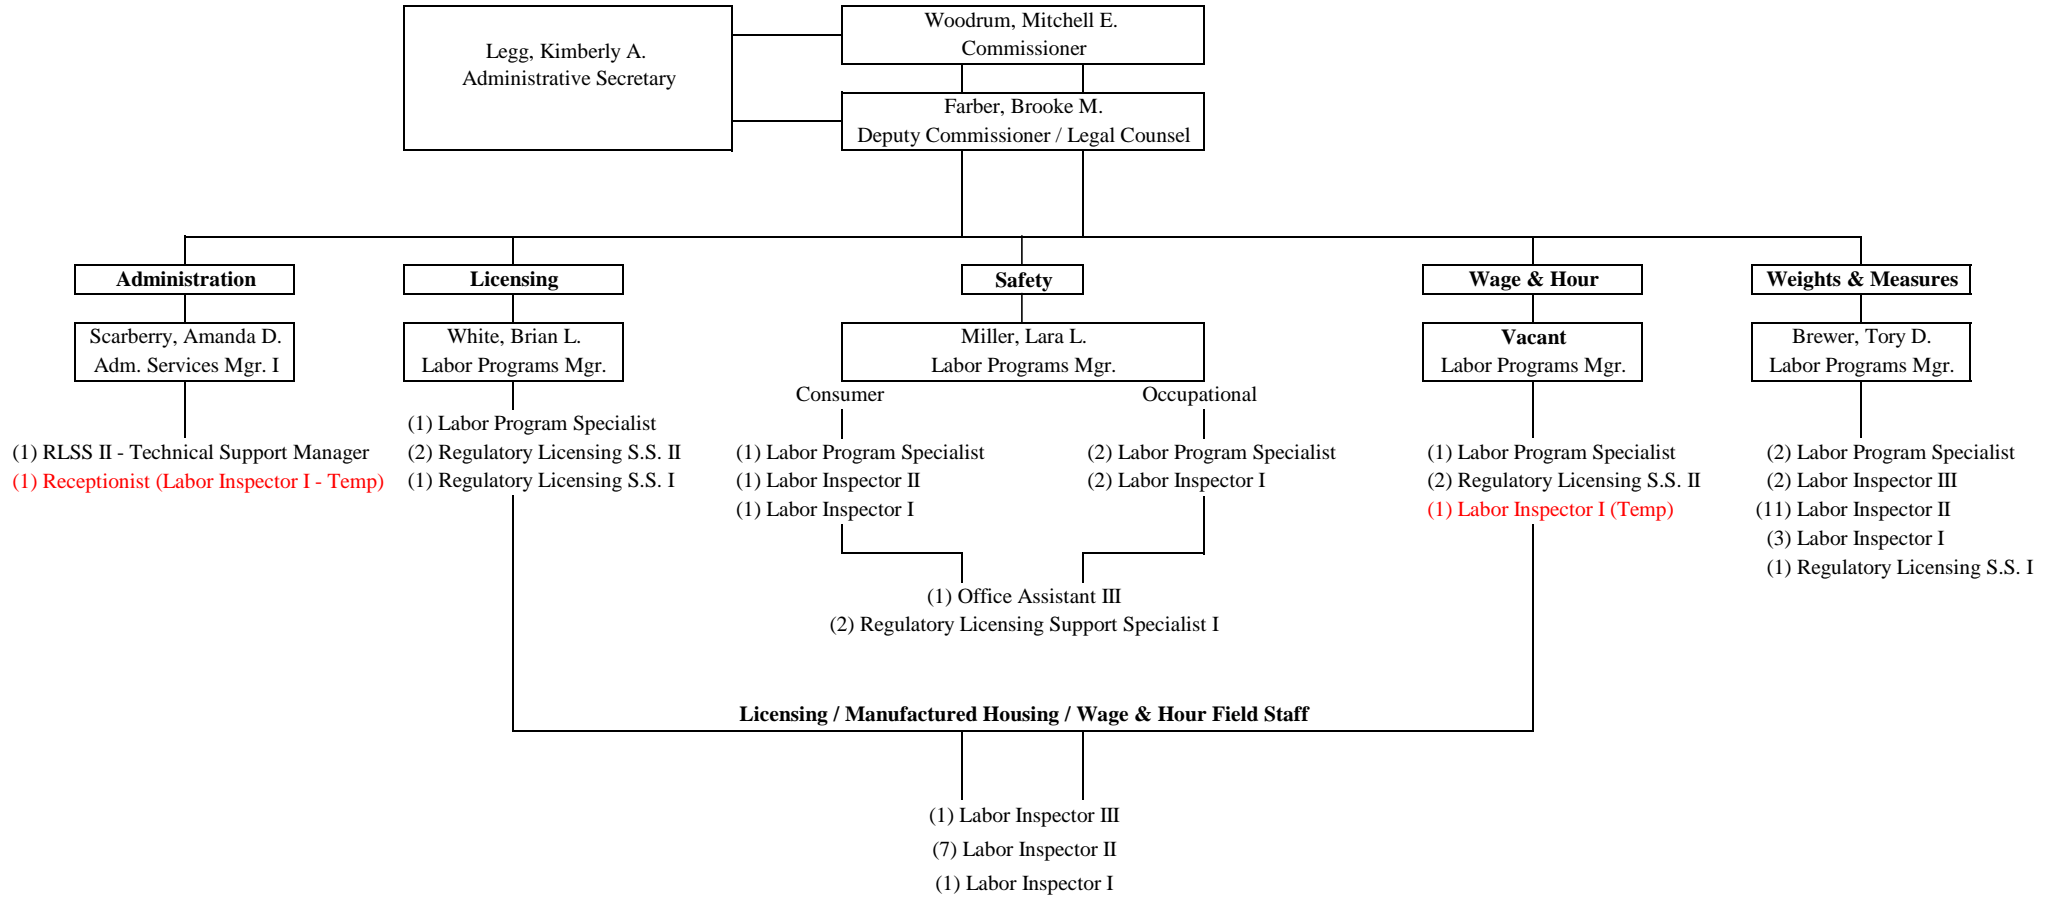 Legg, Kimberly A.
Administrative Secretary
Woodrum, Mitchell E.
Commissioner
Farber, Brooke M.
Deputy Commissioner / Legal Counsel
Administration
Scarberry, Amanda D.
Adm. Services Mgr. I
(1) RLSS II - Technical Support Manager
(1) Receptionist (Labor Inspector I - Temp)
Licensing
White, Brian L.
Labor Programs Mgr.
(1) Labor Program Specialist
(2) Regulatory Licensing S.S. II
(1) Regulatory Licensing S.S. I
Safety
Miller, Lara L.
Labor Programs Mgr.
Consumer
(1) Labor Program Specialist
(1) Labor Inspector II
(1) Labor Inspector I
Occupational
(2) Labor Program Specialist
(2) Labor Inspector I
(1) Office Assistant III
(2) Regulatory Licensing Support Specialist I
Wage & Hour
Vacant
Labor Programs Mgr.
(1) Labor Program Specialist
(2) Regulatory Licensing S.S. II
(1) Labor Inspector I (Temp)
Weights & Measures
Brewer, Tory D.
Labor Programs Mgr.
(2) Labor Program Specialist
(2) Labor Inspector III
(11) Labor Inspector II
(3) Labor Inspector I
(1) Regulatory Licensing S.S. I
Licensing / Manufactured Housing / Wage & Hour Field Staff
(1) Labor Inspector III
(7) Labor Inspector II
(1) Labor Inspector I